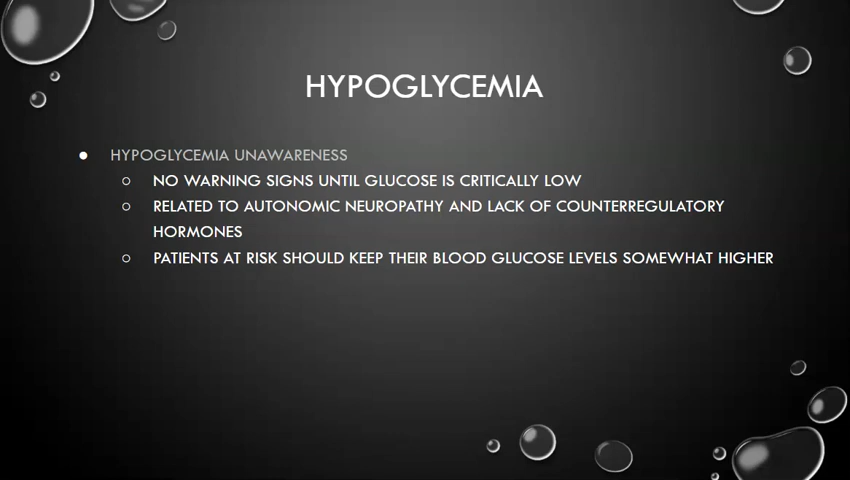 HYPOGLYCEMIA
● HYPOGLYCEMIA UNAWARENESS
○ NO WARNING SIGNS UNTIL GLUCOSE IS CRITICALLY LOW
○ RELATED TO AUTONOMIC NEUROPATHY AND LACK OF COUNTERREGULATORY
HORMONES
○ PATIENTS AT RISK SHOULD KEEP THEIR BLOOD GLUCOSE LEVELS SOMEWHAT HIGHER